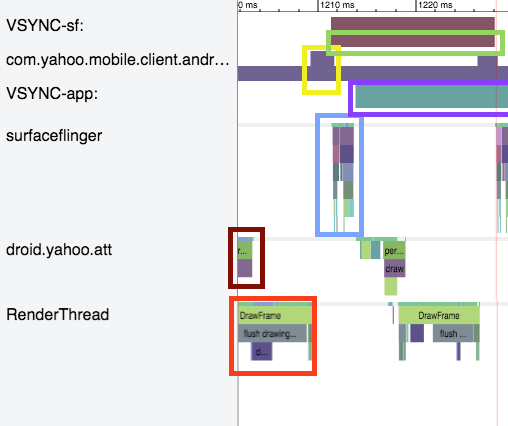 0 ms
1210 ms
1220 ms
VSYNC-sf:
com.yahoo.mobile.client.andr...
VSYNC-app:
surfaceflinger
droid.yahoo.att
r...
per...
draw
RenderThread
DrawFrame
DrawFrame
flush drawing...
flush ...
d...